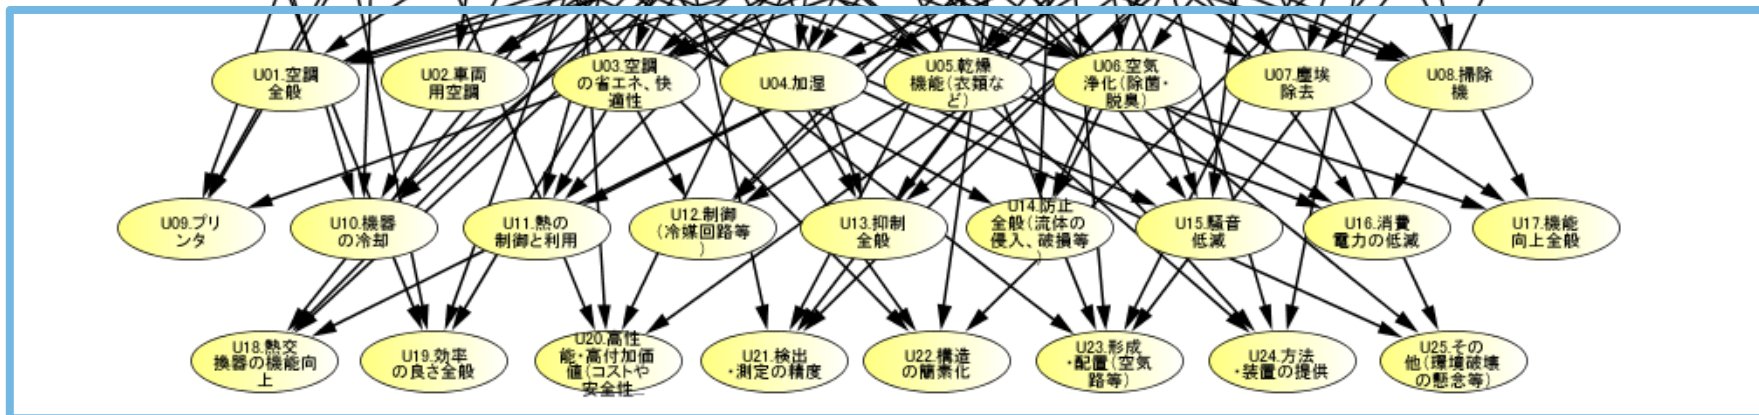 U01.空調
全般
U02.車両
用空調
U03.空調
の省エネ、快
適性
U04.加湿
U05.乾燥
機能(衣類な
ど)
U06.空気
浄化(除菌・
脱臭)
U07.塵埃
除去
U08.掃除
機
U09.プリ
ンタ
U10.機器
の冷却
U11.熱の
制御と利用
U12.制御
(冷媒回路等
)
U13.抑制
全般
U14.防止
全般(流体の
侵入、破損等
)
U15.騒音
低減
U16.消費
電力の低減
U17.機能
向上全般
U18.熱交
換器の機能向
上
U19.効率
の良さ全般
U20.高性
能・高付加価
値(コストや
安全性...
U21.検出
・測定の精度
U22.構造
の簡素化
U23.形成
・配置(空気
路等)
U24.方法
・装置の提供
U25.その
他(環境破壊
の懸念等)